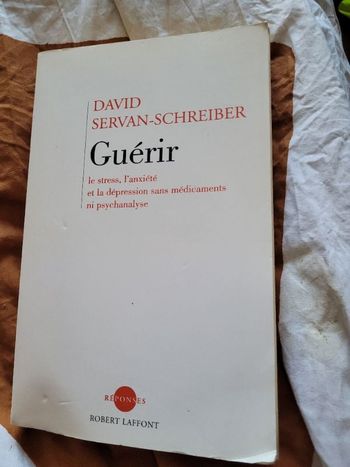 DAVID
SERVAN-SCHREIBER
Guérir
le stress, l'anxiété
et la dépression sans médicaments
ni psychanalyse
RÉPONSES
ROBERT LAFFONT